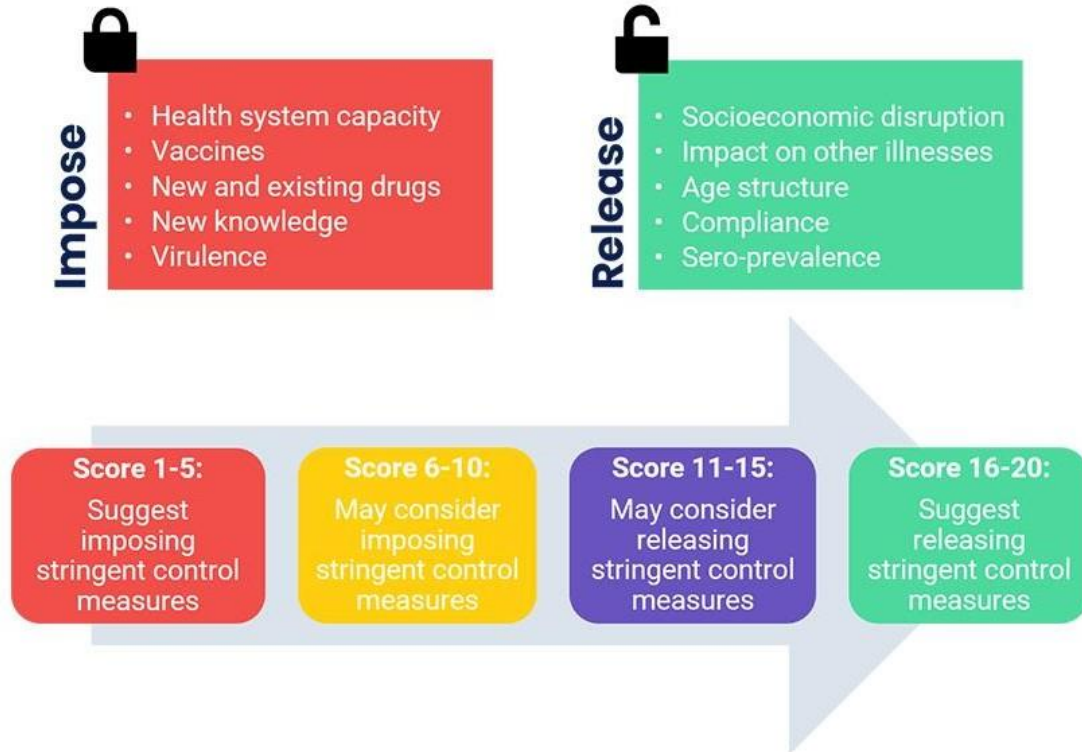 Impose
• Health system capacity
• Vaccines
• New and existing drugs
• New knowledge
• Virulence
Release
• Socioeconomic disruption
• Impact on other illnesses
• Age structure
• Compliance
• Sero-prevalence
Score 1-5:
Suggest
imposing
stringent control
measures
Score 6-10:
May consider
imposing
stringent control
measures
Score 11-15:
May consider
releasing
stringent control
measures
Score 16-20:
Suggest
releasing
stringent control
measures